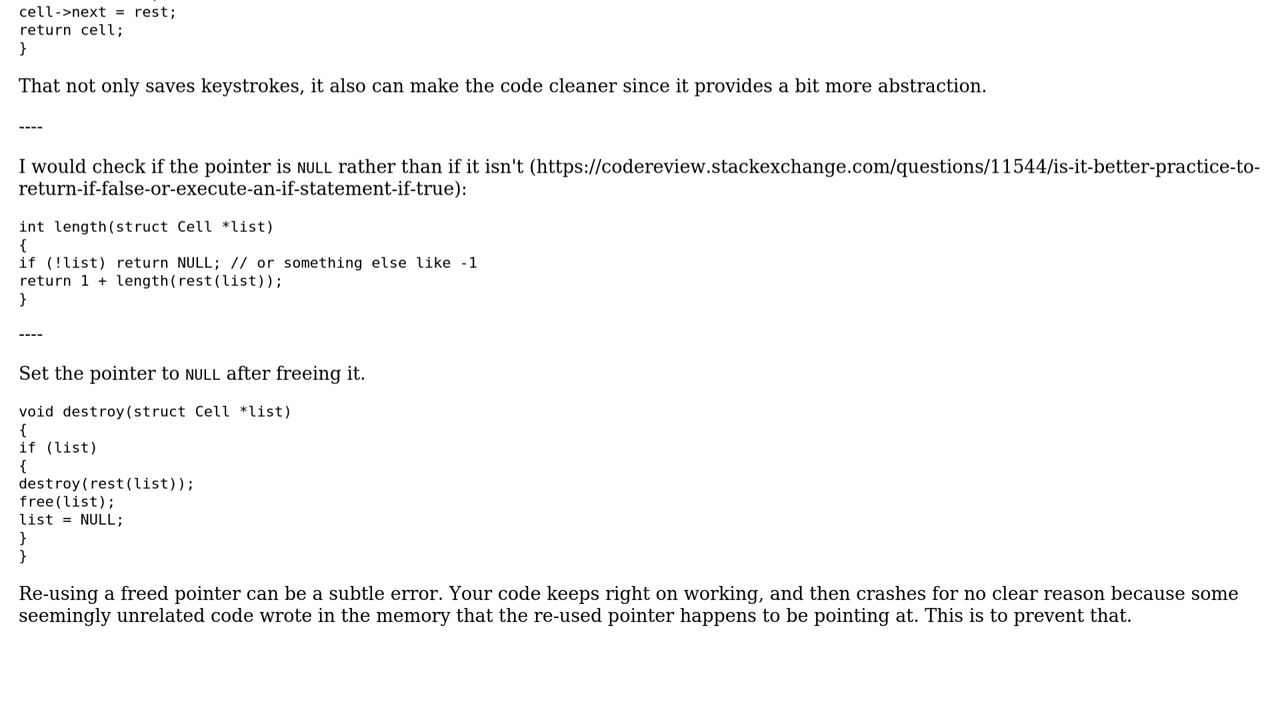 cell->next = rest;
return cell;
}
That not only saves keystrokes, it also can make the code cleaner since it provides a bit more abstraction.
----
I would check if the pointer is NULL rather than if it isn't (https://codereview.stackexchange.com/questions/11544/is-it-better-practice-to-
return-if-false-or-execute-an-if-statement-if-true):
int length(struct Cell *list)
{
if (!list) return NULL; // or something else like -1
return 1 + length(rest(list));
}
----
Set the pointer to NULL after freeing it.
void destroy(struct Cell *list)
{
if (list)
{
destroy(rest(list));
free(list);
list = NULL;
}
}
Re-using a freed pointer can be a subtle error. Your code keeps right on working, and then crashes for no clear reason because some
seemingly unrelated code wrote in the memory that the re-used pointer happens to be pointing at. This is to prevent that.